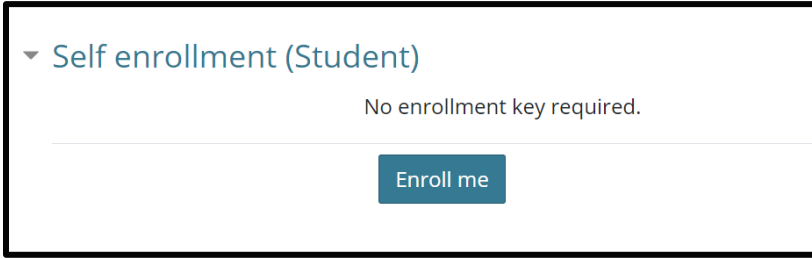 Self enrollment (Student)
No enrollment key required.
Enroll me